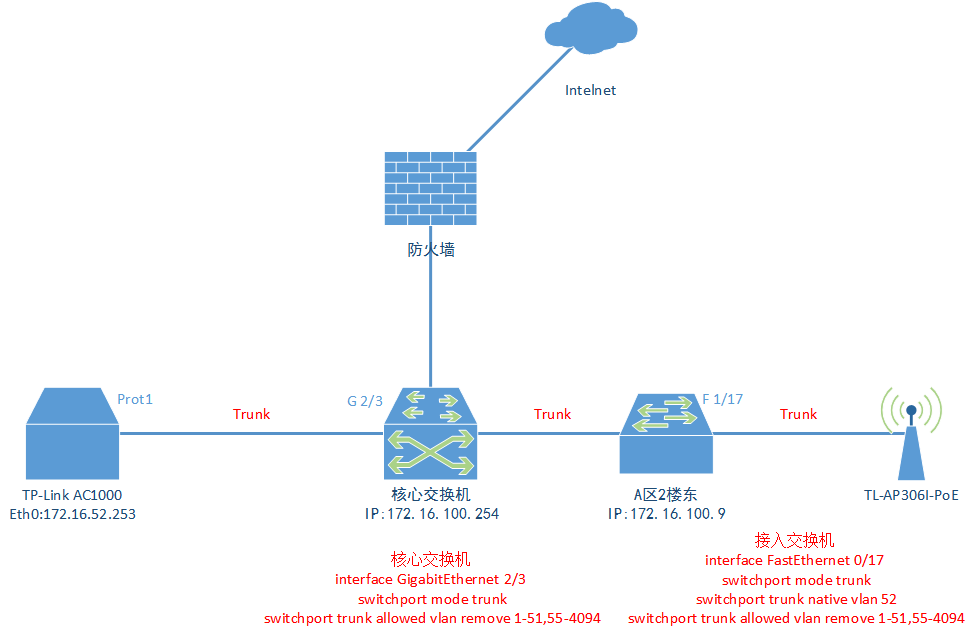 Intelnet
防火墙
Prot1
Trunk
G 2/3
Trunk
F 1/17
Trunk
TP-Link AC1000
Eth0:172.16.52.253
核心交换机
IP:172.16.100.254
A区2楼东
IP:172.16.100.9
TL-AP306I-PoE
核心交换机
interface GigabitEthernet 2/3
switchport mode trunk
switchport trunk allowed vlan remove 1-51,55-4094
接入交换机
interface FastEthernet 0/17
switchport mode trunk
switchport trunk native vlan 52
switchport trunk allowed vlan remove 1-51,55-4094